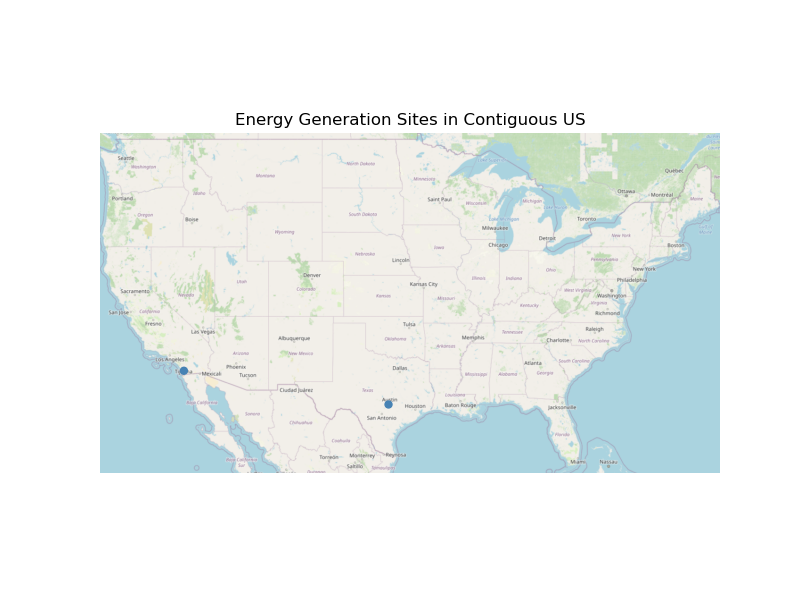 Energy Generation Sites in Contiguous US
Seattle
Washington
Montana
North Dakota
Minnesota
Québec
Ottawa
Montréal
Maine
Portland
Oregon
Idaho
Boise
South Dakota
Saint Paul
Wisconsin
Michigan
Toronto
Milwaukee
Lake Michigan
Wyoming
Chicago
Detroit
New York
Boston
Nebraska
Iowa
Lincoln
Pennsylvania
New York
Philadelphia
Denver
Colorado
Utah
Nevada
Sacramento
California
San Jose
Kansas City
Kansas
Missouri
Illinois
Indiana
Ohio
West Virginia
Washington
Virginia
Richmond
Kentucky
Fresno
Las Vegas
Tulsa
Oklahoma
Albuquerque
New Mexico
Arizona
Memphis
Tennessee
Arkansas
Raleigh
North Carolina
Charlotte
South Carolina
Los Angeles
Mexicali
Phoenix
Tucson
Ciudad Juárez
Dallas
Texas
Mississippi
Alabama
Georgia
Atlanta
Austin
Houston
San Antonio
Louisiana
Baton Rouge
Jacksonville
Florida
Baja California
Sonora
Chihuahua
Coahuila
Torreón
Monterrey
Saltillo
Reynosa
Tamaulipas
Miami
Nassau